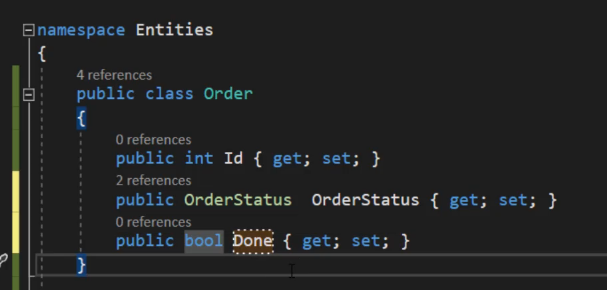 namespace Entities
{
4 references
public class Order
{
0 references
public int Id { get; set; }
2 references
public OrderStatus  OrderStatus { get; set; }
0 references
public bool Done { get; set; }
}